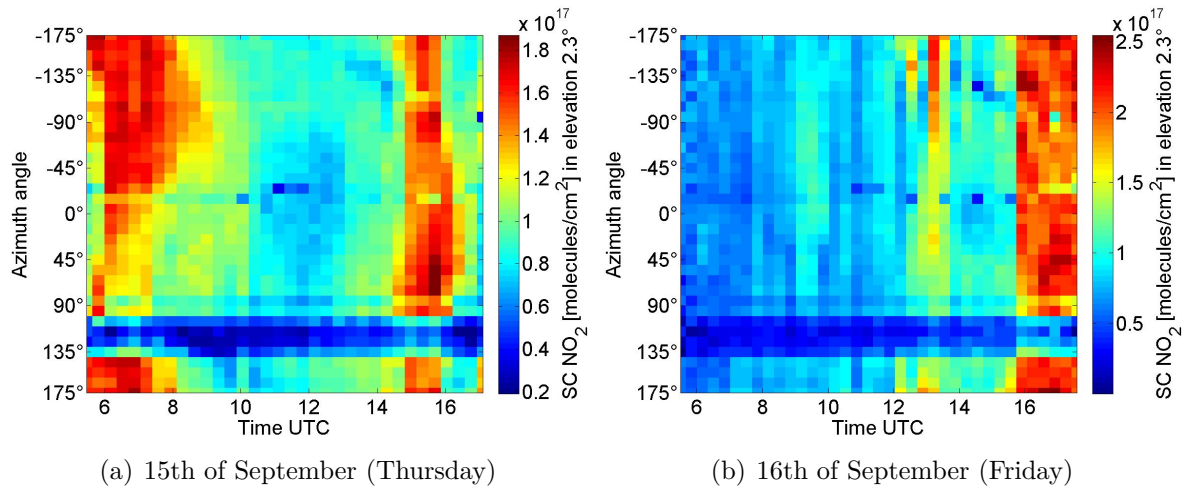 x 10^17
x 10^17
-175°
-135°
-90°
-45°
0°
45°
90°
135°
175°
Azimuth angle
6 8 10 12 14 16
Time UTC
1.8
1.6
1.4
1.2
1
0.8
0.6
0.4
0.2
SC NO₂ [molecules/cm²] in elevation 2.3°
-175°
-135°
-90°
-45°
0°
45°
90°
135°
175°
Azimuth angle
6 8 10 12 14 16
Time UTC
2.5
2
1.5
1
0.5
SC NO₂ [molecules/cm²] in elevation 2.3°
(a) 15th of September (Thursday)
(b) 16th of September (Friday)